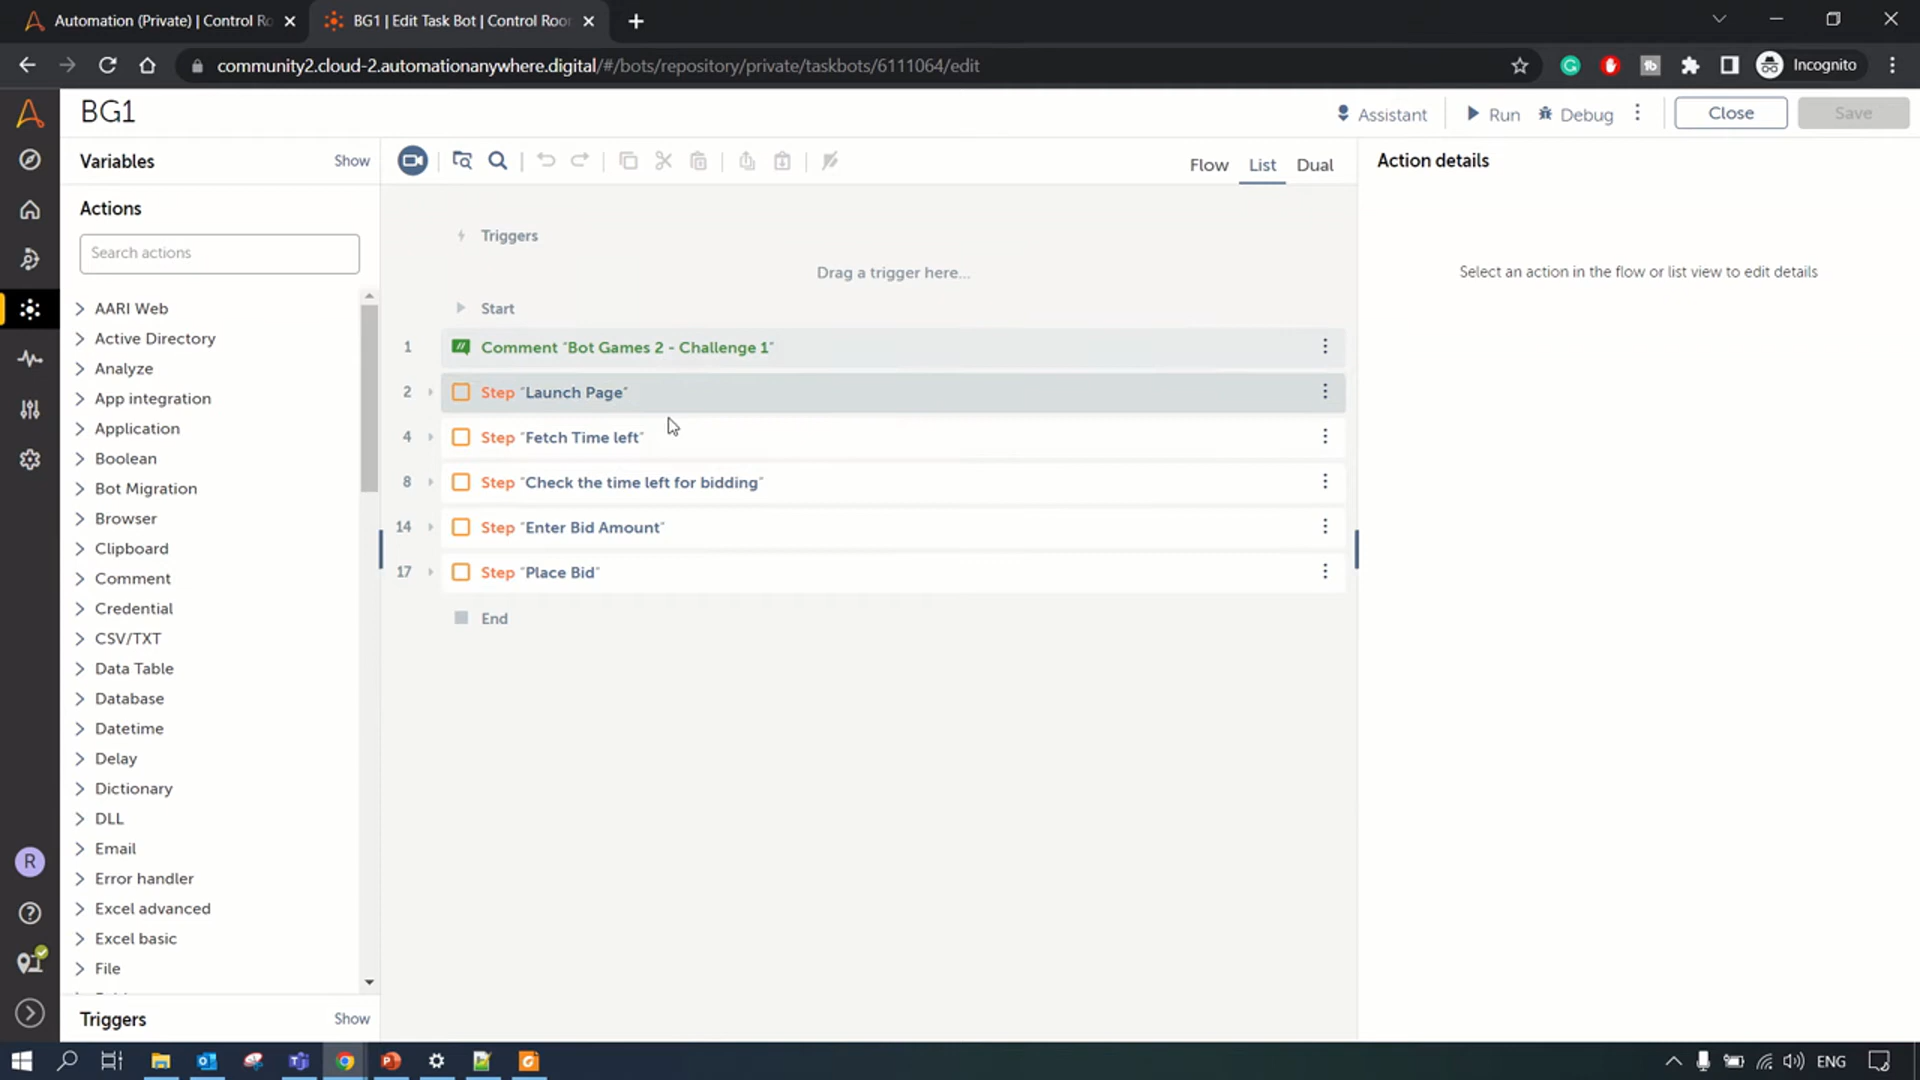 Automation (Private) | Control Ro
BG1 | Edit Task Bot | Control Room
community2.cloud-2.automationanywhere.digital/#/bots/repository/private/taskbots/6111064/edit
Incognito
BG1
Assistant
Run
Debug
Close
Save
Variables
Show
Flow
List
Dual
Action details
Actions
Search actions
Triggers
Drag a trigger here...
Select an action in the flow or list view to edit details
Start
1 Comment "Bot Games 2 - Challenge 1"
2 Step "Launch Page"
4 Step "Fetch Time left"
8 Step "Check the time left for bidding"
14 Step "Enter Bid Amount"
17 Step "Place Bid"
End
AARI Web
Active Directory
Analyze
App integration
Application
Boolean
Bot Migration
Browser
Clipboard
Comment
Credential
CSV/TXT
Data Table
Database
Datetime
Delay
Dictionary
DLL
Email
Error handler
Excel advanced
Excel basic
File
R
Triggers
Show
ENG